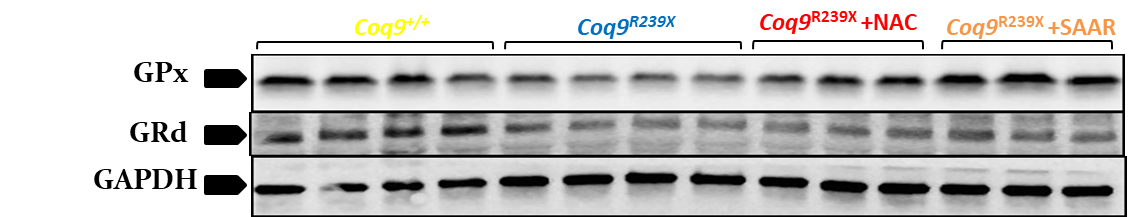 Coq9+/+ Coq9R239X Coq9R239X +NAC Coq9R239X +SAAR
GPx
GRd
GAPDH